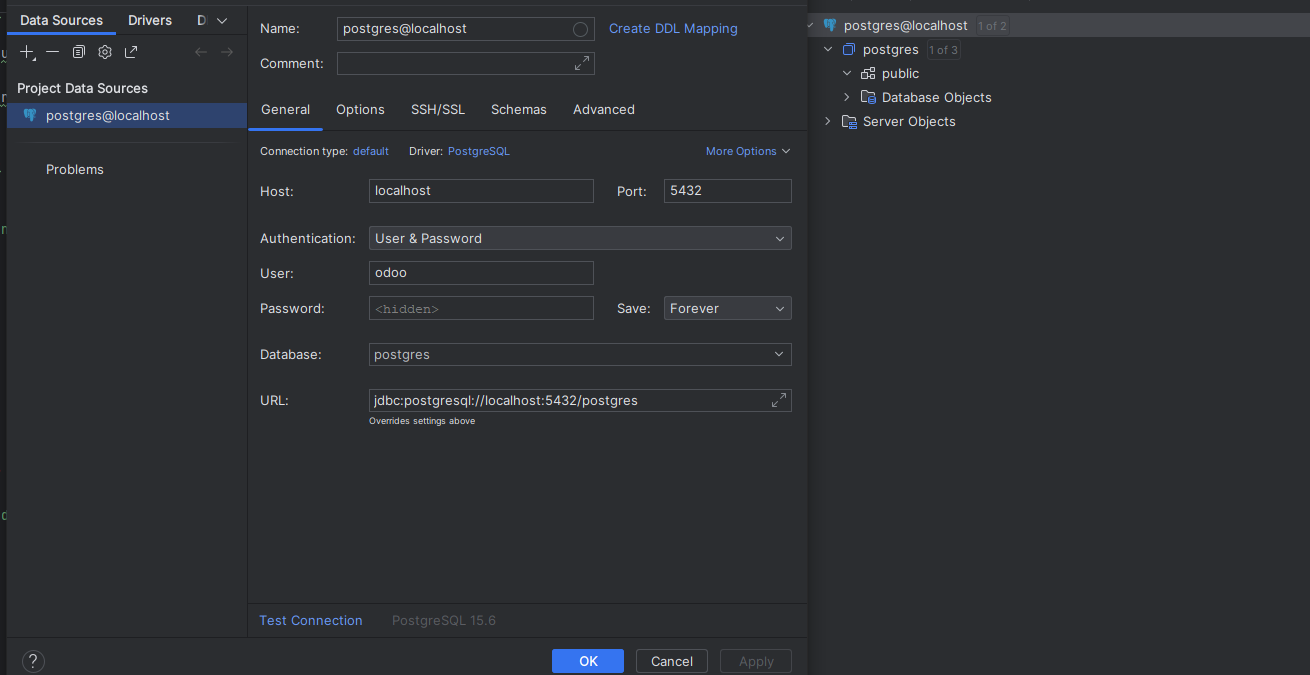 Data Sources Drivers D
Project Data Sources
postgres@localhost
Problems
Name: postgres@localhost Create DDL Mapping
Comment:
General Options SSH/SSL Schemas Advanced
Connection type: default Driver: PostgreSQL More Options
Host: localhost Port: 5432
Authentication: User & Password
User: odoo
Password: <hidden> Save: Forever
Database: postgres
URL: jdbc:postgresql://localhost:5432/postgres
Overrides settings above
Test Connection PostgreSQL 15.6
? OK Cancel Apply
postgres@localhost 1 of 2
postgres 1 of 3
public
Database Objects
Server Objects